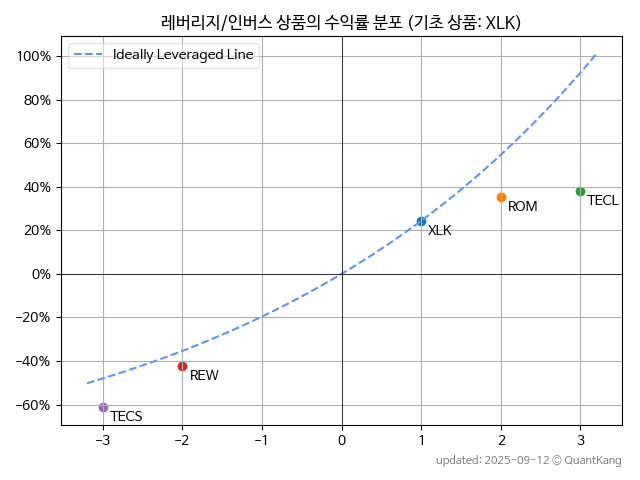 레버리지/인버스 상품의 수익률 분포 (기초 상품: XLK)
Ideally Leveraged Line
100%
80%
60%
40%
20%
0%
−20%
−40%
−60%
TECL
ROM
XLK
REW
TECS
−3
−2
−1
0
1
2
3
updated: 2025-09-12 © QuantKang